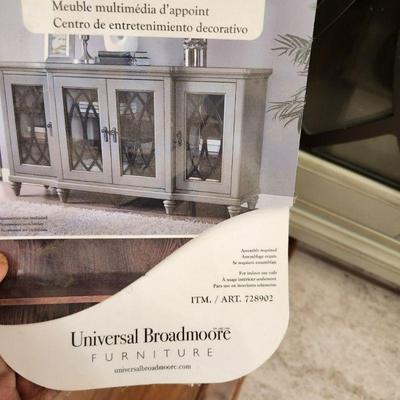 Meuble multimédia d'appoint
Centro de entretenimiento decorativo
Assembly required
Assemblage requis
Se requiere ensamblaje
For indoor use only
À usage intérieur seulement
Para uso en interiores solamente
ITM. / ART. 728902
Universal Broadmoore
FURNITURE
universalbroadmoore.com